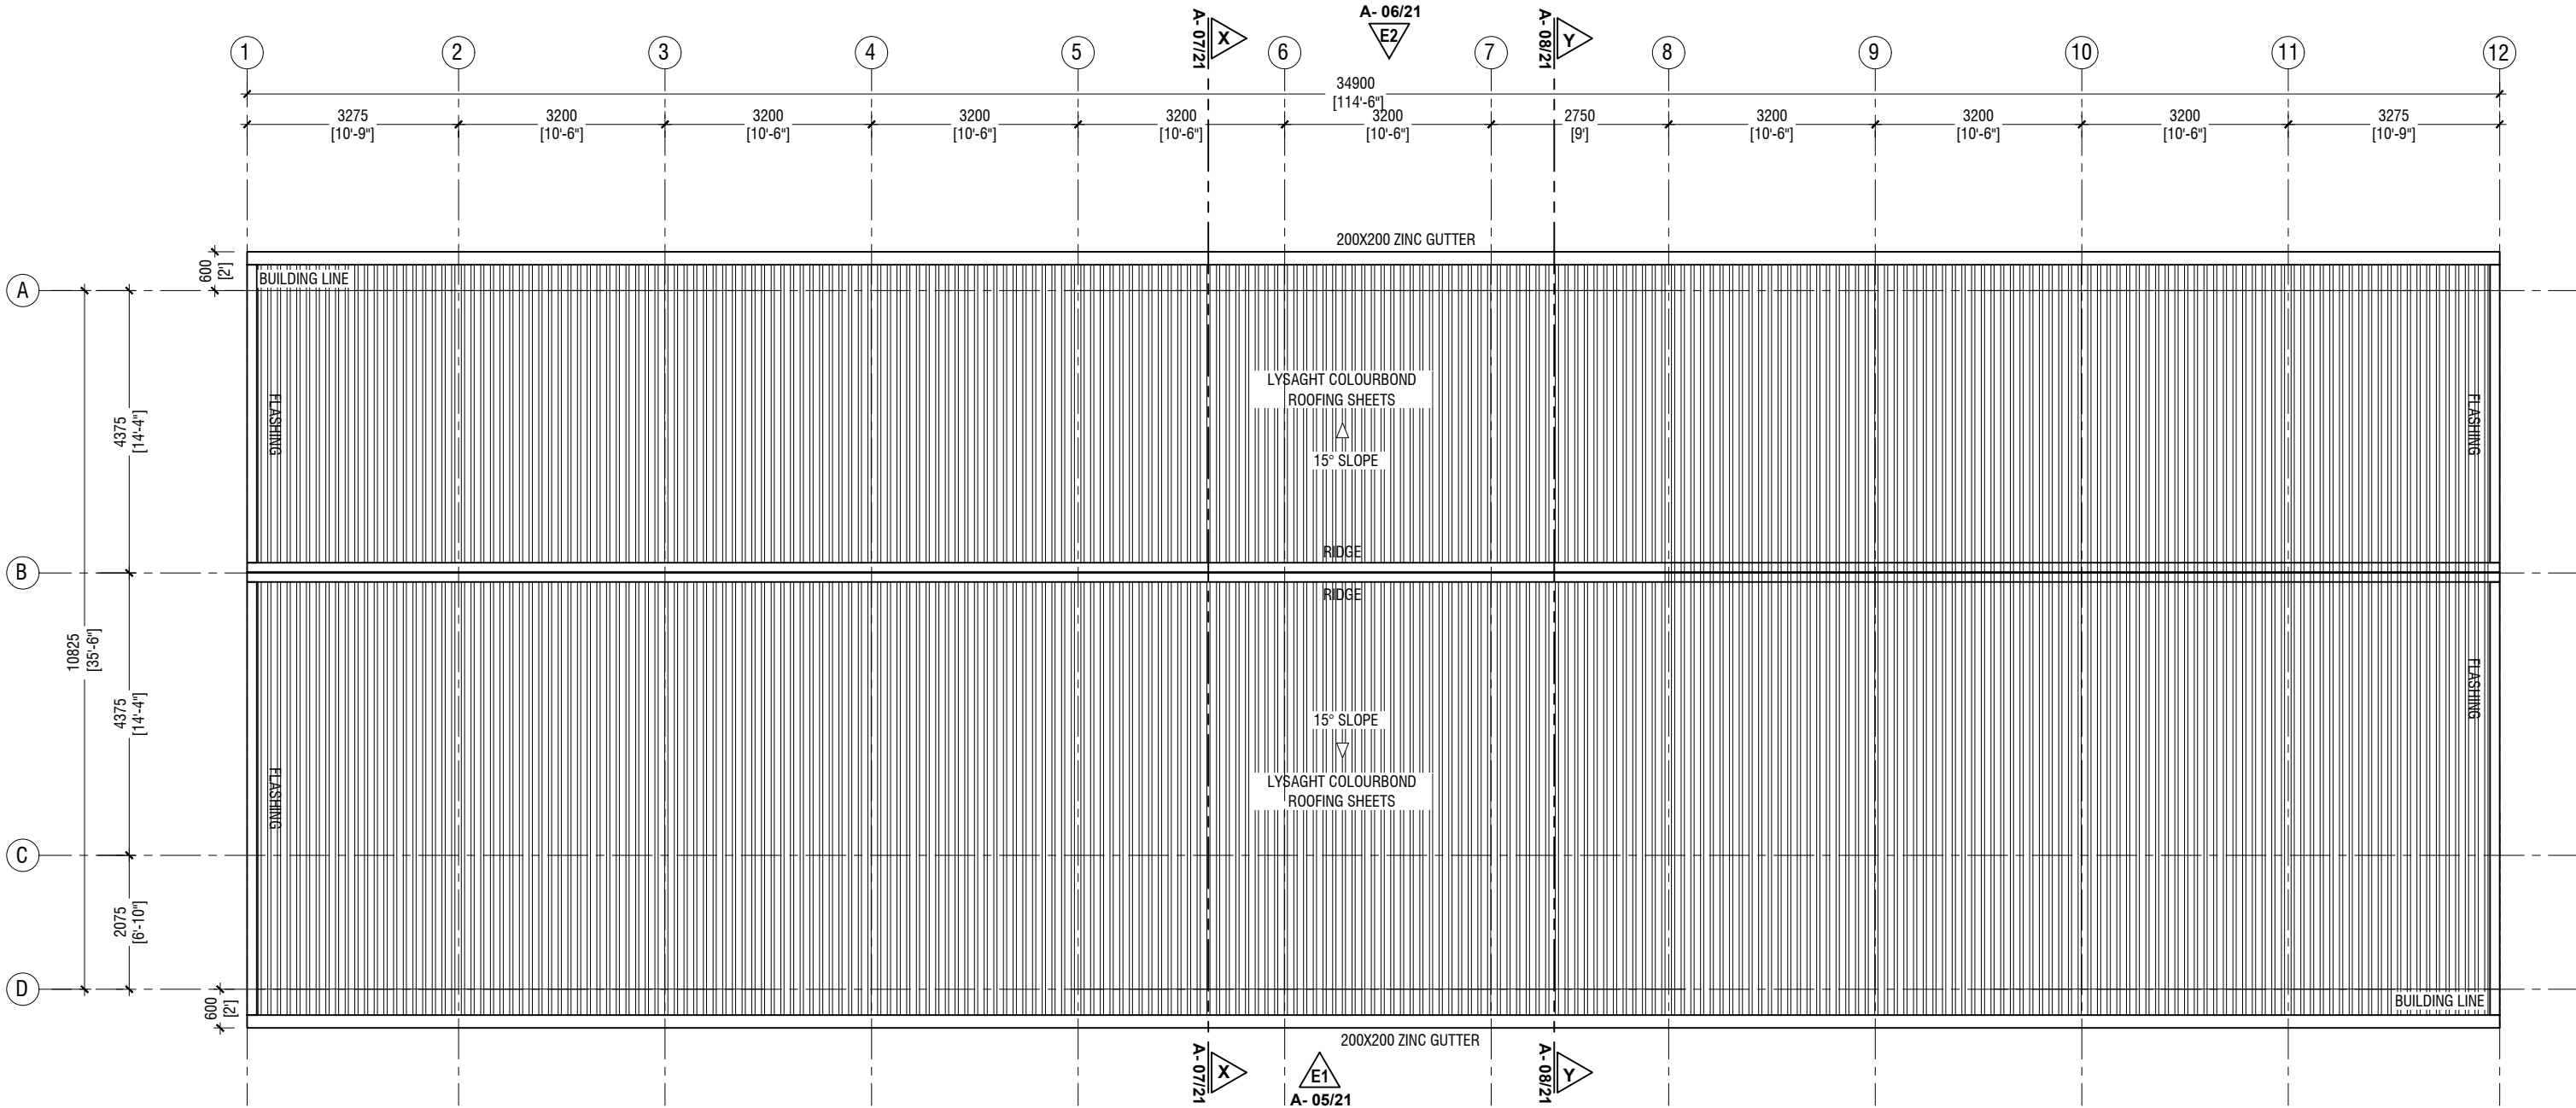 A- 06/21
A- 07/21
X
E2
A- 08/21
Y
1
2
3
4
5
6
7
8
9
10
11
12
34900
[114'-6"]
3275
[10'-9"]
3200
[10'-6"]
3200
[10'-6"]
3200
[10'-6"]
3200
[10'-6"]
3200
[10'-6"]
2750
[9']
3200
[10'-6"]
3200
[10'-6"]
3200
[10'-6"]
3275
[10'-9"]
200X200 ZINC GUTTER
600
[2']
BUILDING LINE
A
4375
[14'-4"]
FLASHING
LYSAGHT COLOURBOND
ROOFING SHEETS
15° SLOPE
FLASHING
RIDGE
B
RIDGE
10825
[35'-6"]
4375
[14'-4"]
FLASHING
15° SLOPE
LYSAGHT COLOURBOND
ROOFING SHEETS
FLASHING
C
2075
[6'-10"]
D
600
[2']
BUILDING LINE
200X200 ZINC GUTTER
A- 07/21
X
E1
A- 05/21
A- 08/21
Y